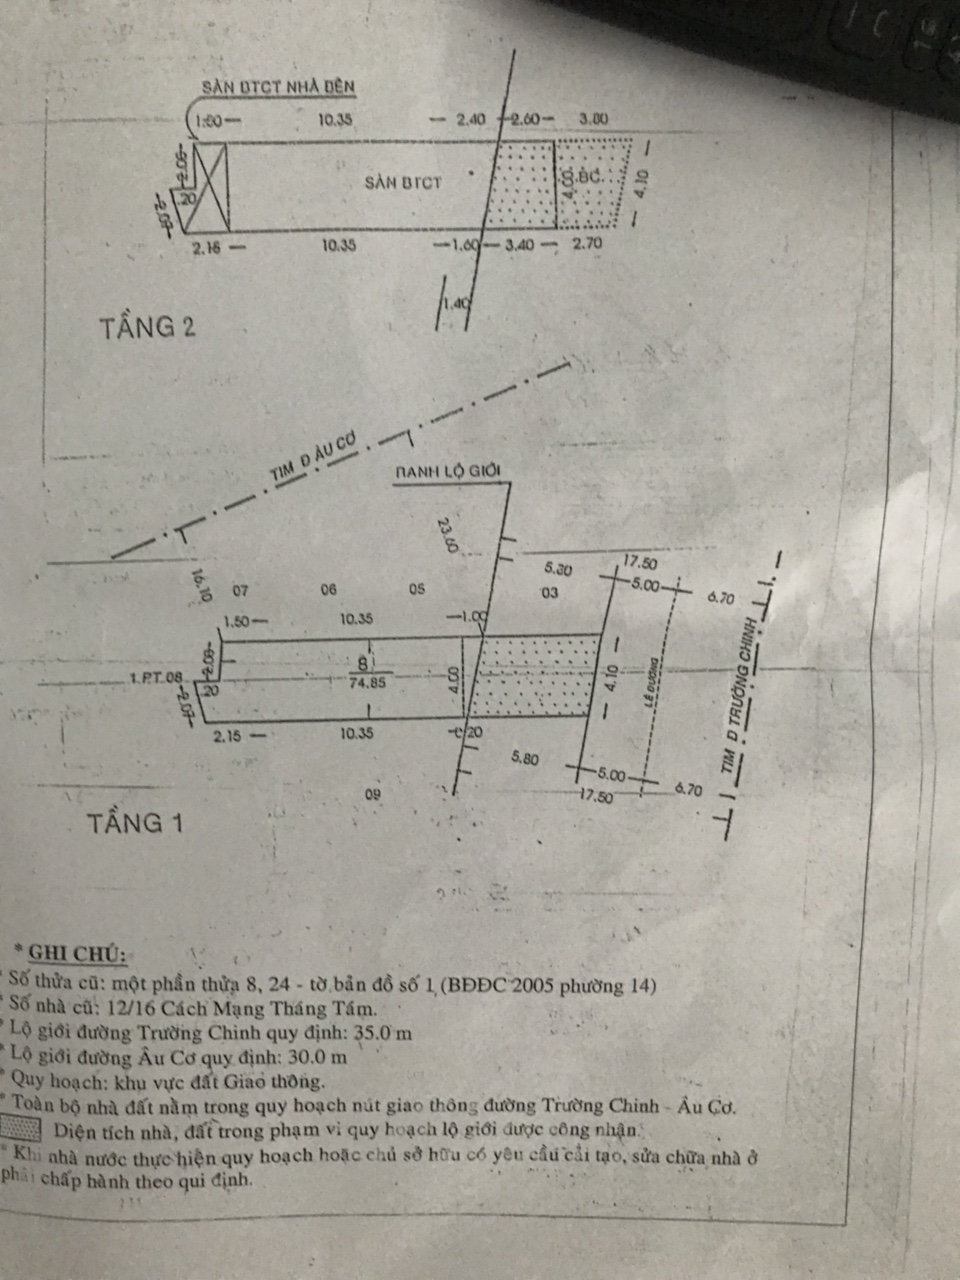 SÀN BTCT NHÀ BÊN
10.35
2.40
2.60
3.80
2.08
SÀN BTCT
4.00
BC.
4.10
20
2.09
10.35
1.60
3.40
2.70
1.40
TẦNG 2
TIM Đ ÂU CƠ
RANH LỘ GIỚI
23.60
17.50
5.80
5.00
6.70
16.10
07
06
05
03
1.50
10.35
1.00
2.08
8
1.PT.08
74.85
4.00
4.10
LỀ ĐƯỜNG
TIM Đ TRƯỜNG CHINH
20
2.09
2.15
10.35
0.20
5.80
5.00
6.70
17.50
09
TẦNG 1
* GHI CHÚ:
* Số thửa cũ: một phần thửa 8, 24 - tờ bản đồ số 1 (BĐĐC 2005 phường 14)
* Số nhà cũ: 12/16 Cách Mạng Tháng Tám.
* Lộ giới đường Trường Chinh quy định: 35.0 m
* Lộ giới đường Âu Cơ quy định: 30.0 m
* Quy hoạch: khu vực đất Giao thông.
* Toàn bộ nhà đất nằm trong quy hoạch nút giao thông đường Trường Chinh - Âu Cơ.
Diện tích nhà, đất trong phạm vi quy hoạch lộ giới được công nhận.
* Khi nhà nước thực hiện quy hoạch hoặc chủ sở hữu có yêu cầu cải tạo, sửa chữa nhà ở
phải chấp hành theo qui định.